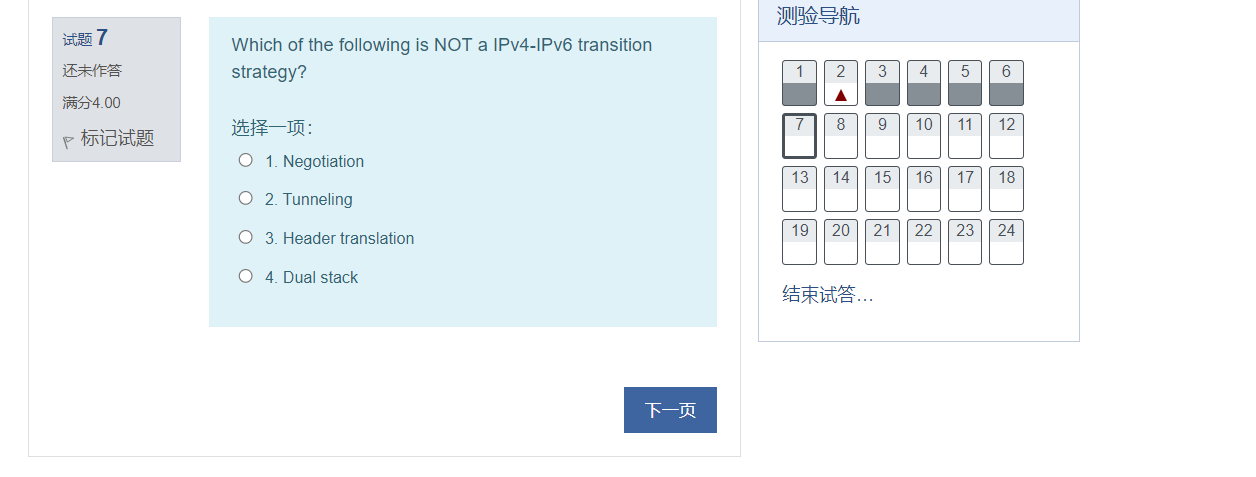 试题 7
还未作答
满分4.00
标记试题
Which of the following is NOT a IPv4-IPv6 transition
strategy?
选择一项：
1. Negotiation
2. Tunneling
3. Header translation
4. Dual stack
下一页
测验导航
1 2 3 4 5 6
7 8 9 10 11 12
13 14 15 16 17 18
19 20 21 22 23 24
结束试答...